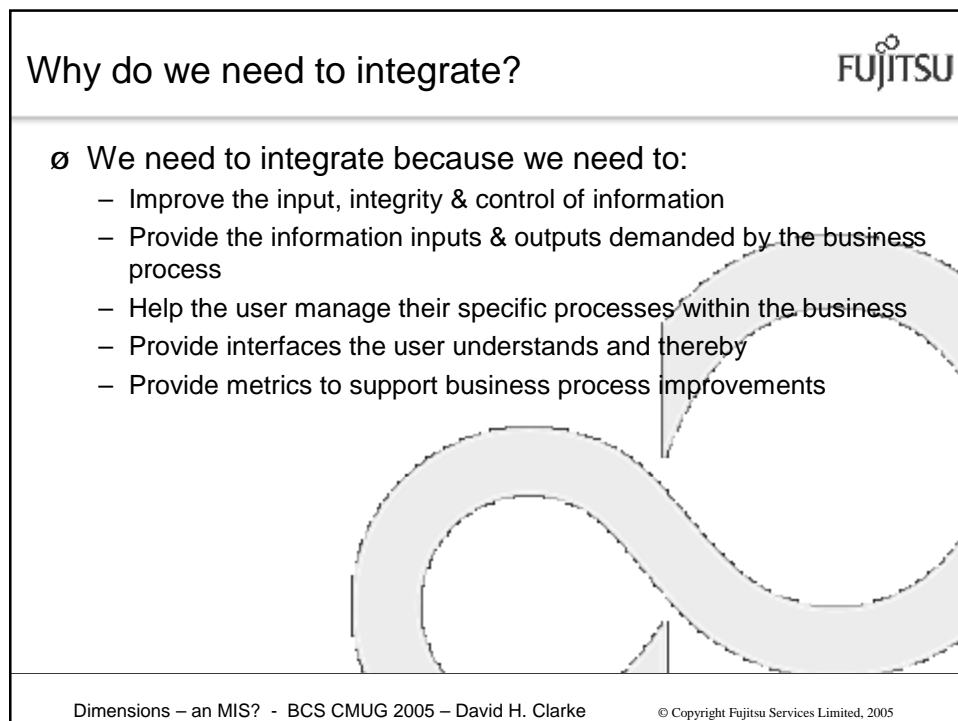 Why do we need to integrate?
FUJITSU
ø We need to integrate because we need to:
– Improve the input, integrity & control of information
– Provide the information inputs & outputs demanded by the business
process
– Help the user manage their specific processes within the business
– Provide interfaces the user understands and thereby
– Provide metrics to support business process improvements
Dimensions – an MIS? - BCS CMUG 2005 – David H. Clarke
© Copyright Fujitsu Services Limited, 2005